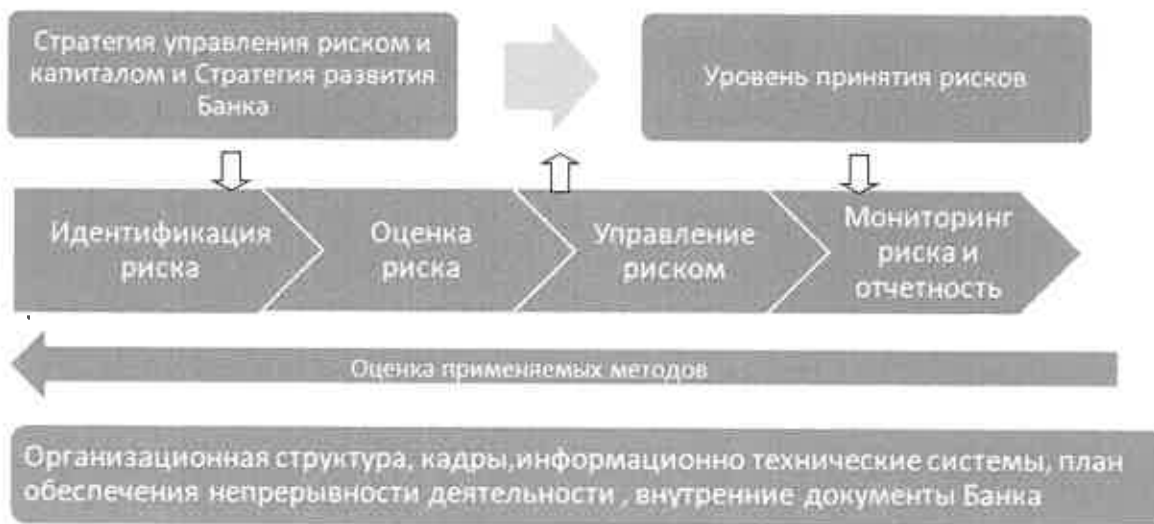 Стратегия управления риском и
капиталом и Стратегия развития
Банка
Уровень принятия рисков
Идентификация
риска
Оценка
риска
Управление
риском
Мониторинг
риска и
отчетность
Оценка применяемых методов
Организационная структура, кадры,информационно технические системы, план
обеспечения непрерывности деятельности , внутренние документы Банка